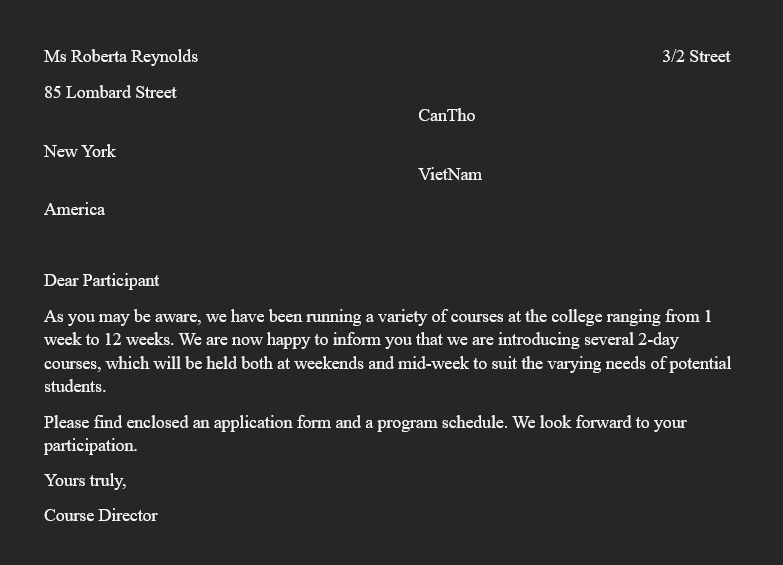 Ms Roberta Reynolds
3/2 Street
85 Lombard Street
CanTho
New York
VietNam
America
Dear Participant
As you may be aware, we have been running a variety of courses at the college ranging from 1
week to 12 weeks. We are now happy to inform you that we are introducing several 2-day
courses, which will be held both at weekends and mid-week to suit the varying needs of potential
students.
Please find enclosed an application form and a program schedule. We look forward to your
participation.
Yours truly,
Course Director